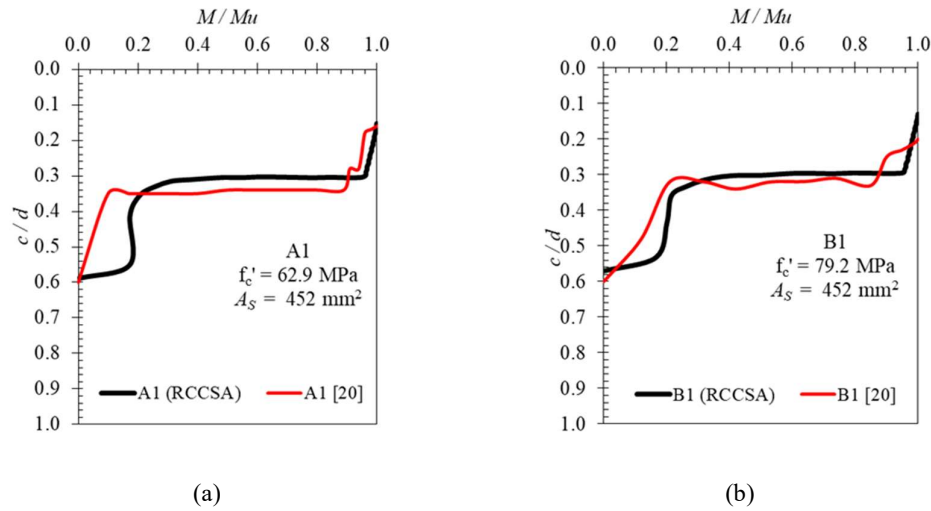 M / Mu
0.0 0.2 0.4 0.6 0.8 1.0
0.0
0.1
0.2
0.3
0.4
0.5
0.6
0.7
0.8
0.9
1.0
c / d
A1
fc' = 62.9 MPa
AS = 452 mm²
A1 (RCCSA) A1 [20]
(a)
M / Mu
0.0 0.2 0.4 0.6 0.8 1.0
0.0
0.1
0.2
0.3
0.4
0.5
0.6
0.7
0.8
0.9
1.0
c / d
B1
fc' = 79.2 MPa
AS = 452 mm²
B1 (RCCSA) B1 [20]
(b)